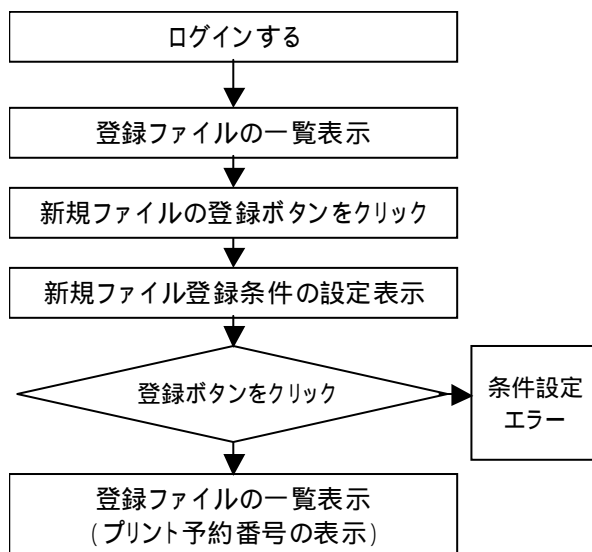 ログインする
登録ファイルの一覧表示
新規ファイルの登録ボタンをクリック
新規ファイル登録条件の設定表示
登録ボタンをクリック
条件設定
エラー
登録ファイルの一覧表示
(プリント予約番号の表示)